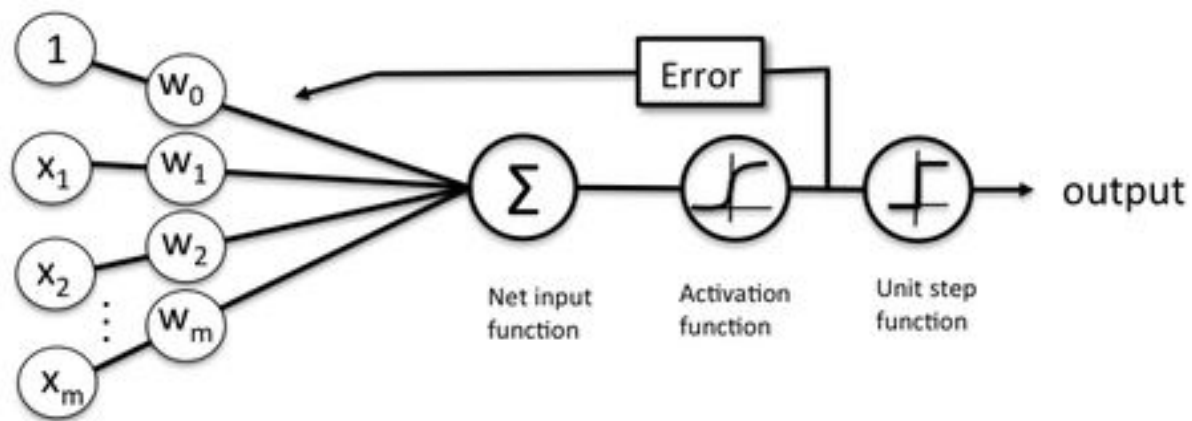 1
w₀
Error
x₁
w₁
Σ
output
x₂
w₂
⋮
wₘ
xₘ
Net input
function
Activation
function
Unit step
function